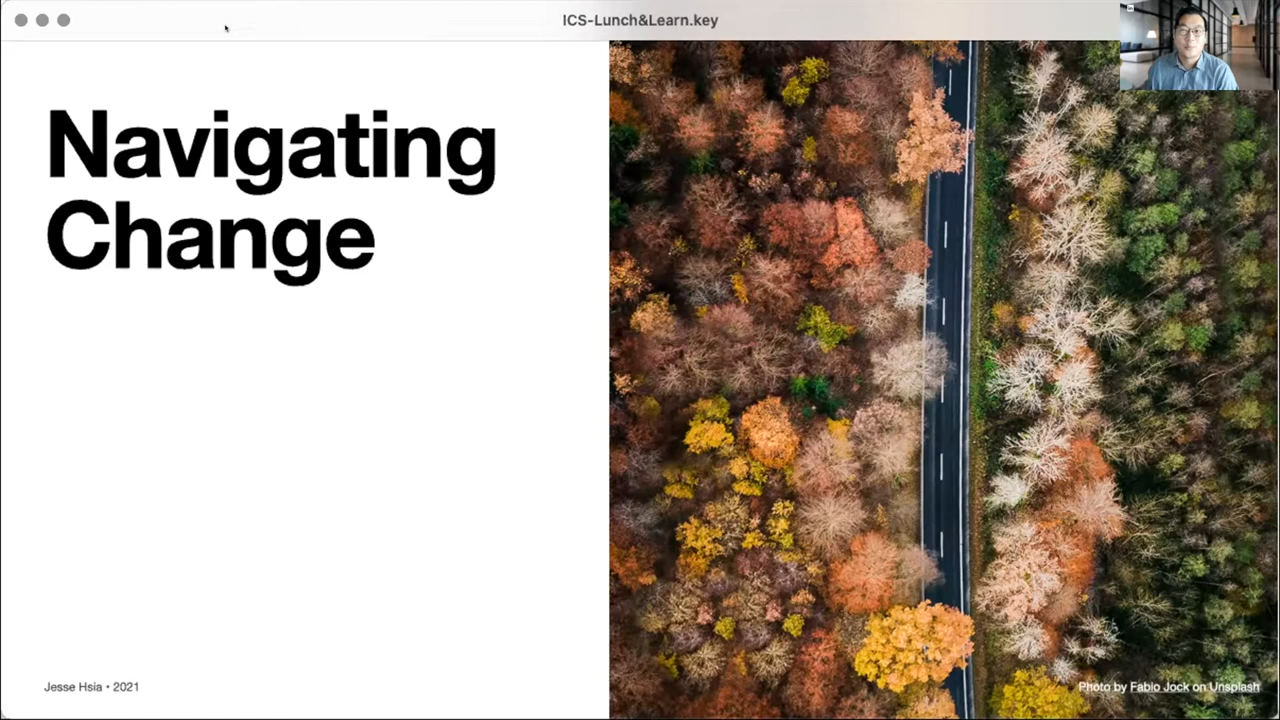 ICS-Lunch&Learn.key
Navigating
Change
Jesse Hsia • 2021
Photo by Fabio Jock on Unsplash